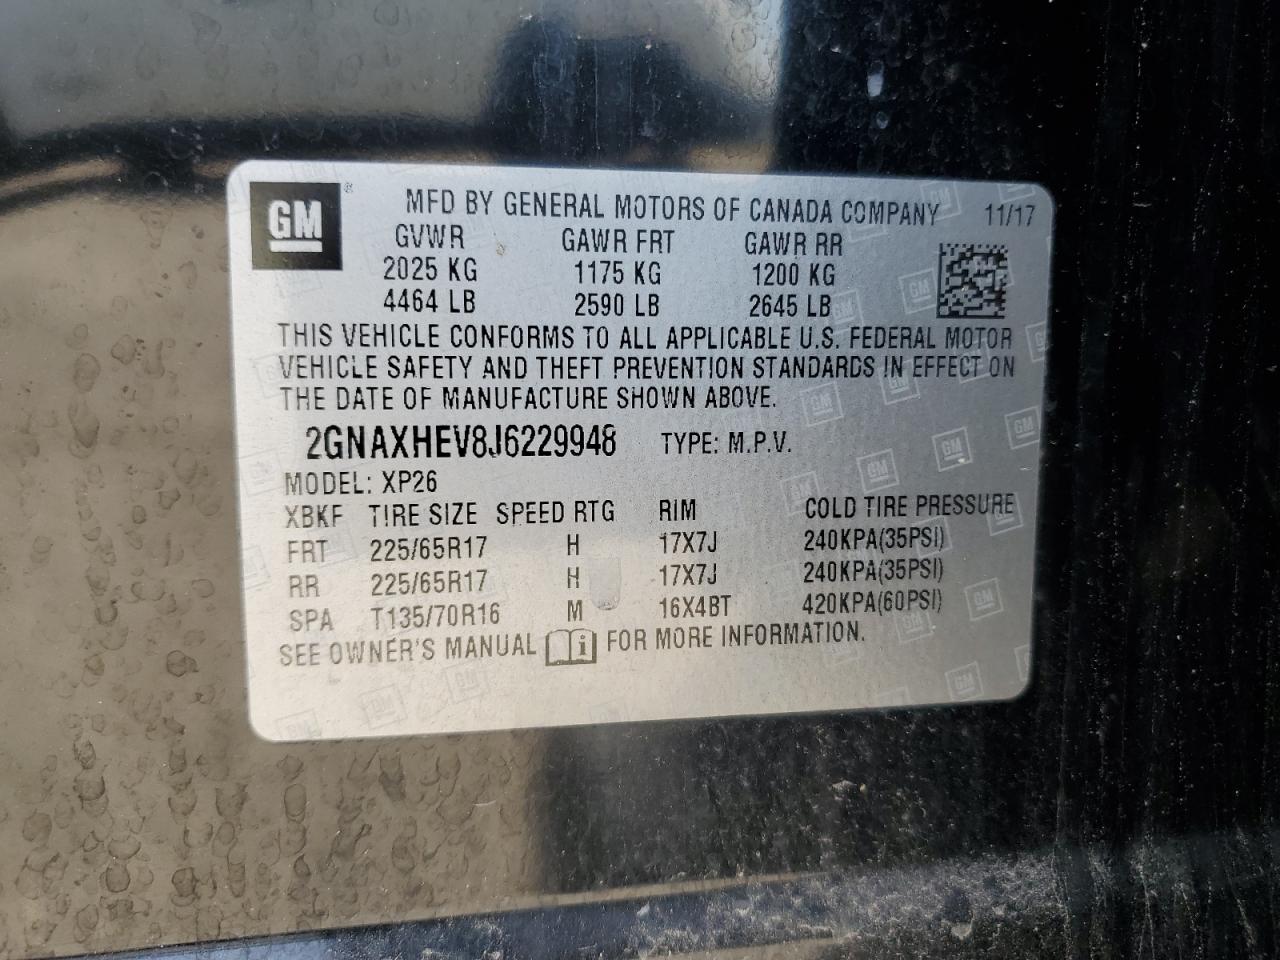 GM ® MFD BY GENERAL MOTORS OF CANADA COMPANY 11/17
GVWR GAWR FRT GAWR RR
2025 KG 1175 KG 1200 KG
4464 LB 2590 LB 2645 LB
THIS VEHICLE CONFORMS TO ALL APPLICABLE U.S. FEDERAL MOTOR
VEHICLE SAFETY AND THEFT PREVENTION STANDARDS IN EFFECT ON
THE DATE OF MANUFACTURE SHOWN ABOVE.
2GNAXHEV8J6229948 TYPE: M.P.V.
MODEL: XP26
XBKF TIRE SIZE SPEED RTG RIM COLD TIRE PRESSURE
FRT 225/65R17 H 17X7J 240KPA(35PSI)
RR 225/65R17 H 17X7J 240KPA(35PSI)
SPA T135/70R16 M 16X4BT 420KPA(60PSI)
SEE OWNER'S MANUAL i FOR MORE INFORMATION.